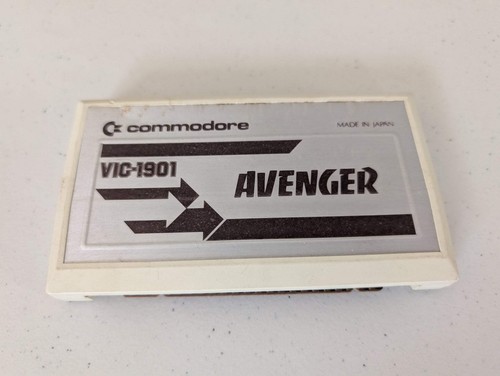 commodore
MADE IN JAPAN
VIC-1901
AVENGER